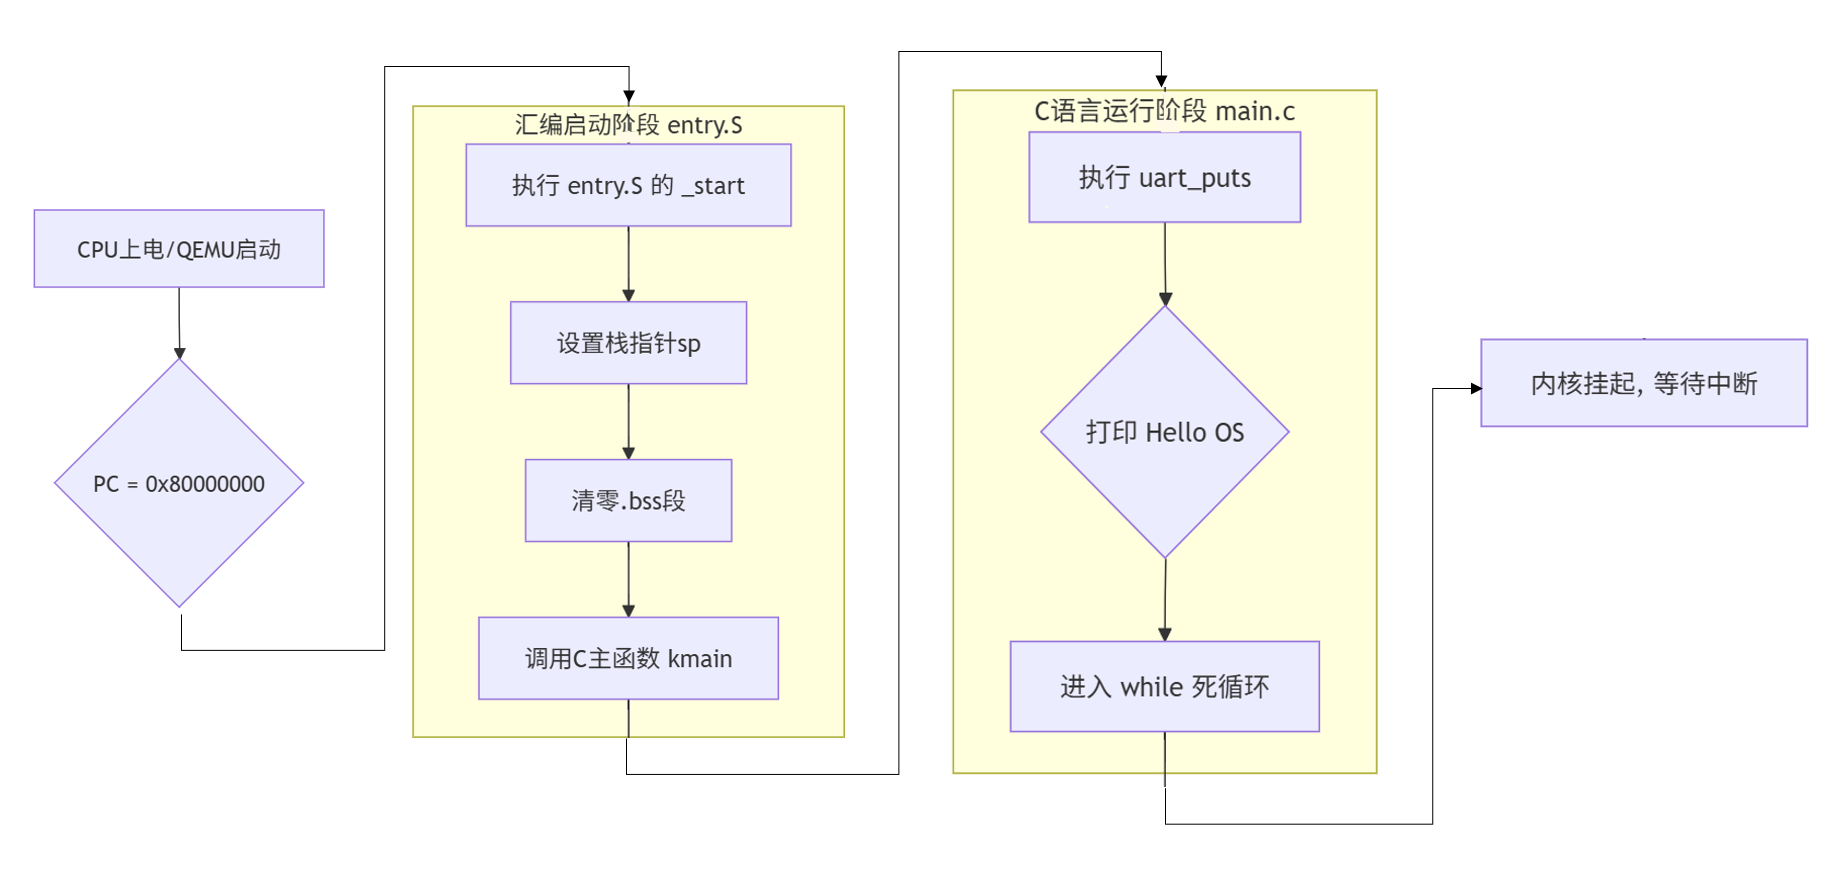 CPU上电/QEMU启动
PC = 0x80000000
汇编启动阶段 entry.S
执行 entry.S 的 _start
设置栈指针sp
清零.bss段
调用C主函数 kmain
C语言运行阶段 main.c
执行 uart_puts
打印 Hello OS
进入 while 死循环
内核挂起, 等待中断